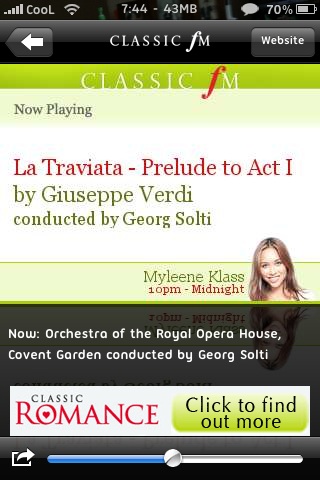 CooL 7:44 - 43MB 70%
CLASSIC fM Website
CLASSIC fM
Now Playing
La Traviata - Prelude to Act I
by Giuseppe Verdi
conducted by Georg Solti
Myleene Klass
10pm - Midnight
Now: Orchestra of the Royal Opera House,
Covent Garden conducted by Georg Solti
CLASSIC
ROMANCE
Click to find
out more